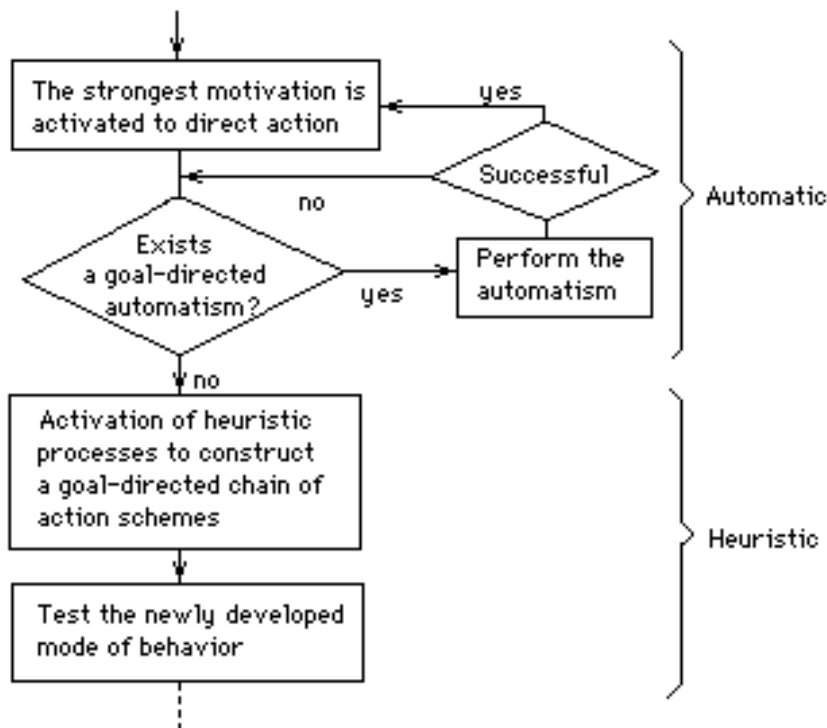 The strongest motivation is
activated to direct action
yes
Successful
no
Automatic
Exists
a goal-directed
automatism?
yes
Perform the
automatism
no
Activation of heuristic
processes to construct
a goal-directed chain of
action schemes
Heuristic
Test the newly developed
mode of behavior